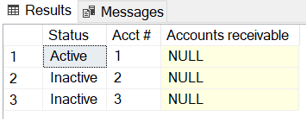 Results Messages
Status Acct # Accounts receivable
1 Active 1 NULL
2 Inactive 2 NULL
3 Inactive 3 NULL